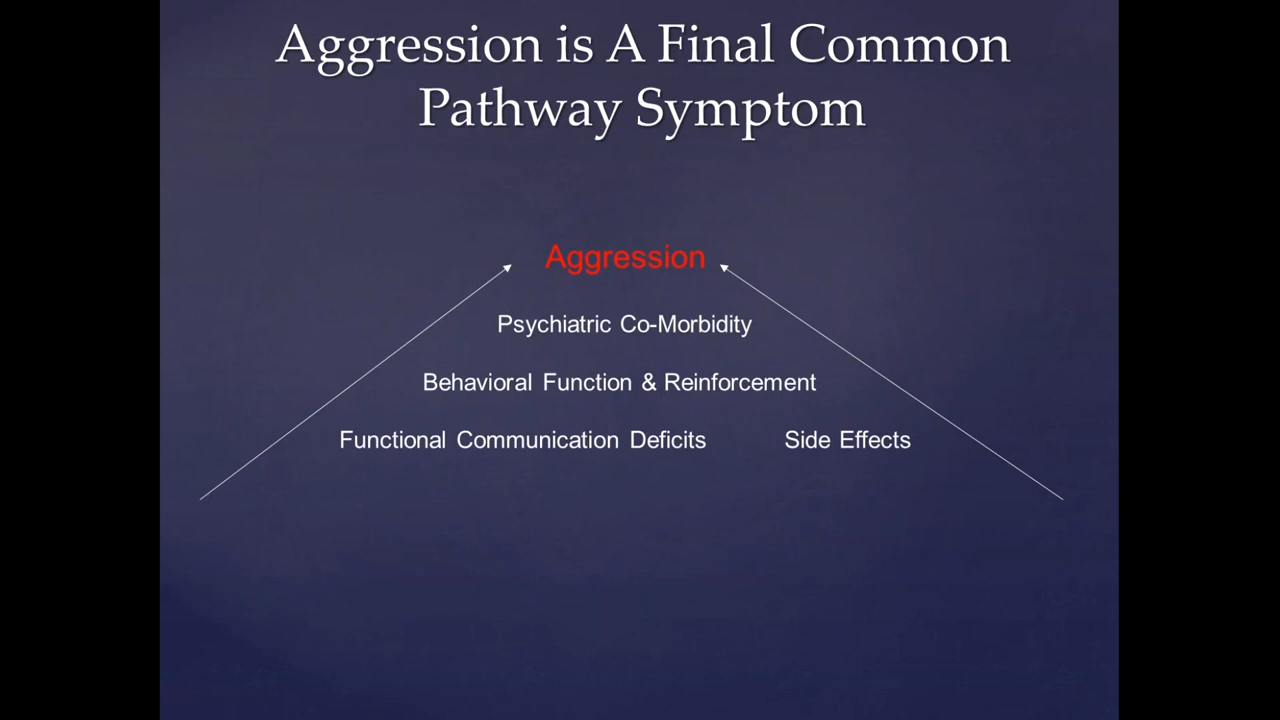 Aggression is A Final Common
Pathway Symptom
Aggression
Psychiatric Co-Morbidity
Behavioral Function & Reinforcement
Functional Communication Deficits Side Effects